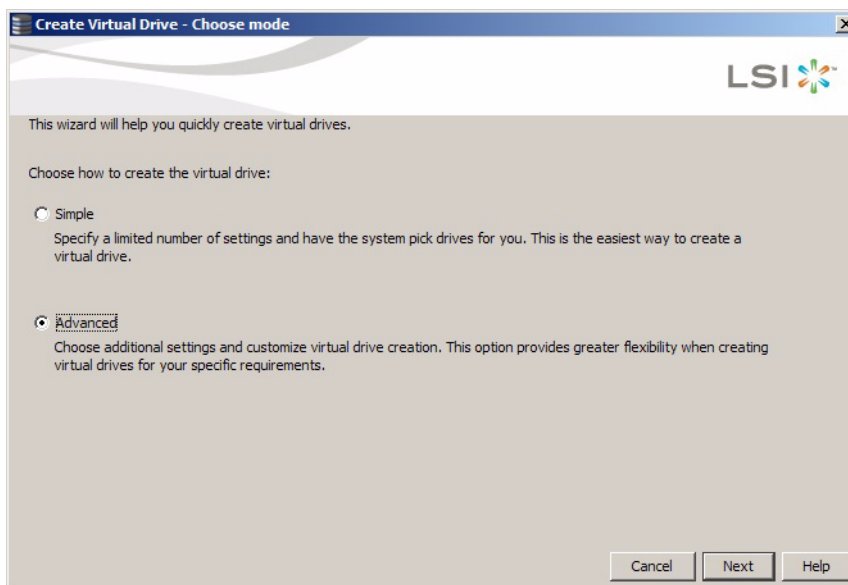 Create Virtual Drive - Choose mode
LSI
This wizard will help you quickly create virtual drives.
Choose how to create the virtual drive:
Simple
Specify a limited number of settings and have the system pick drives for you. This is the easiest way to create a
virtual drive.
Advanced
Choose additional settings and customize virtual drive creation. This option provides greater flexibility when creating
virtual drives for your specific requirements.
Cancel Next Help